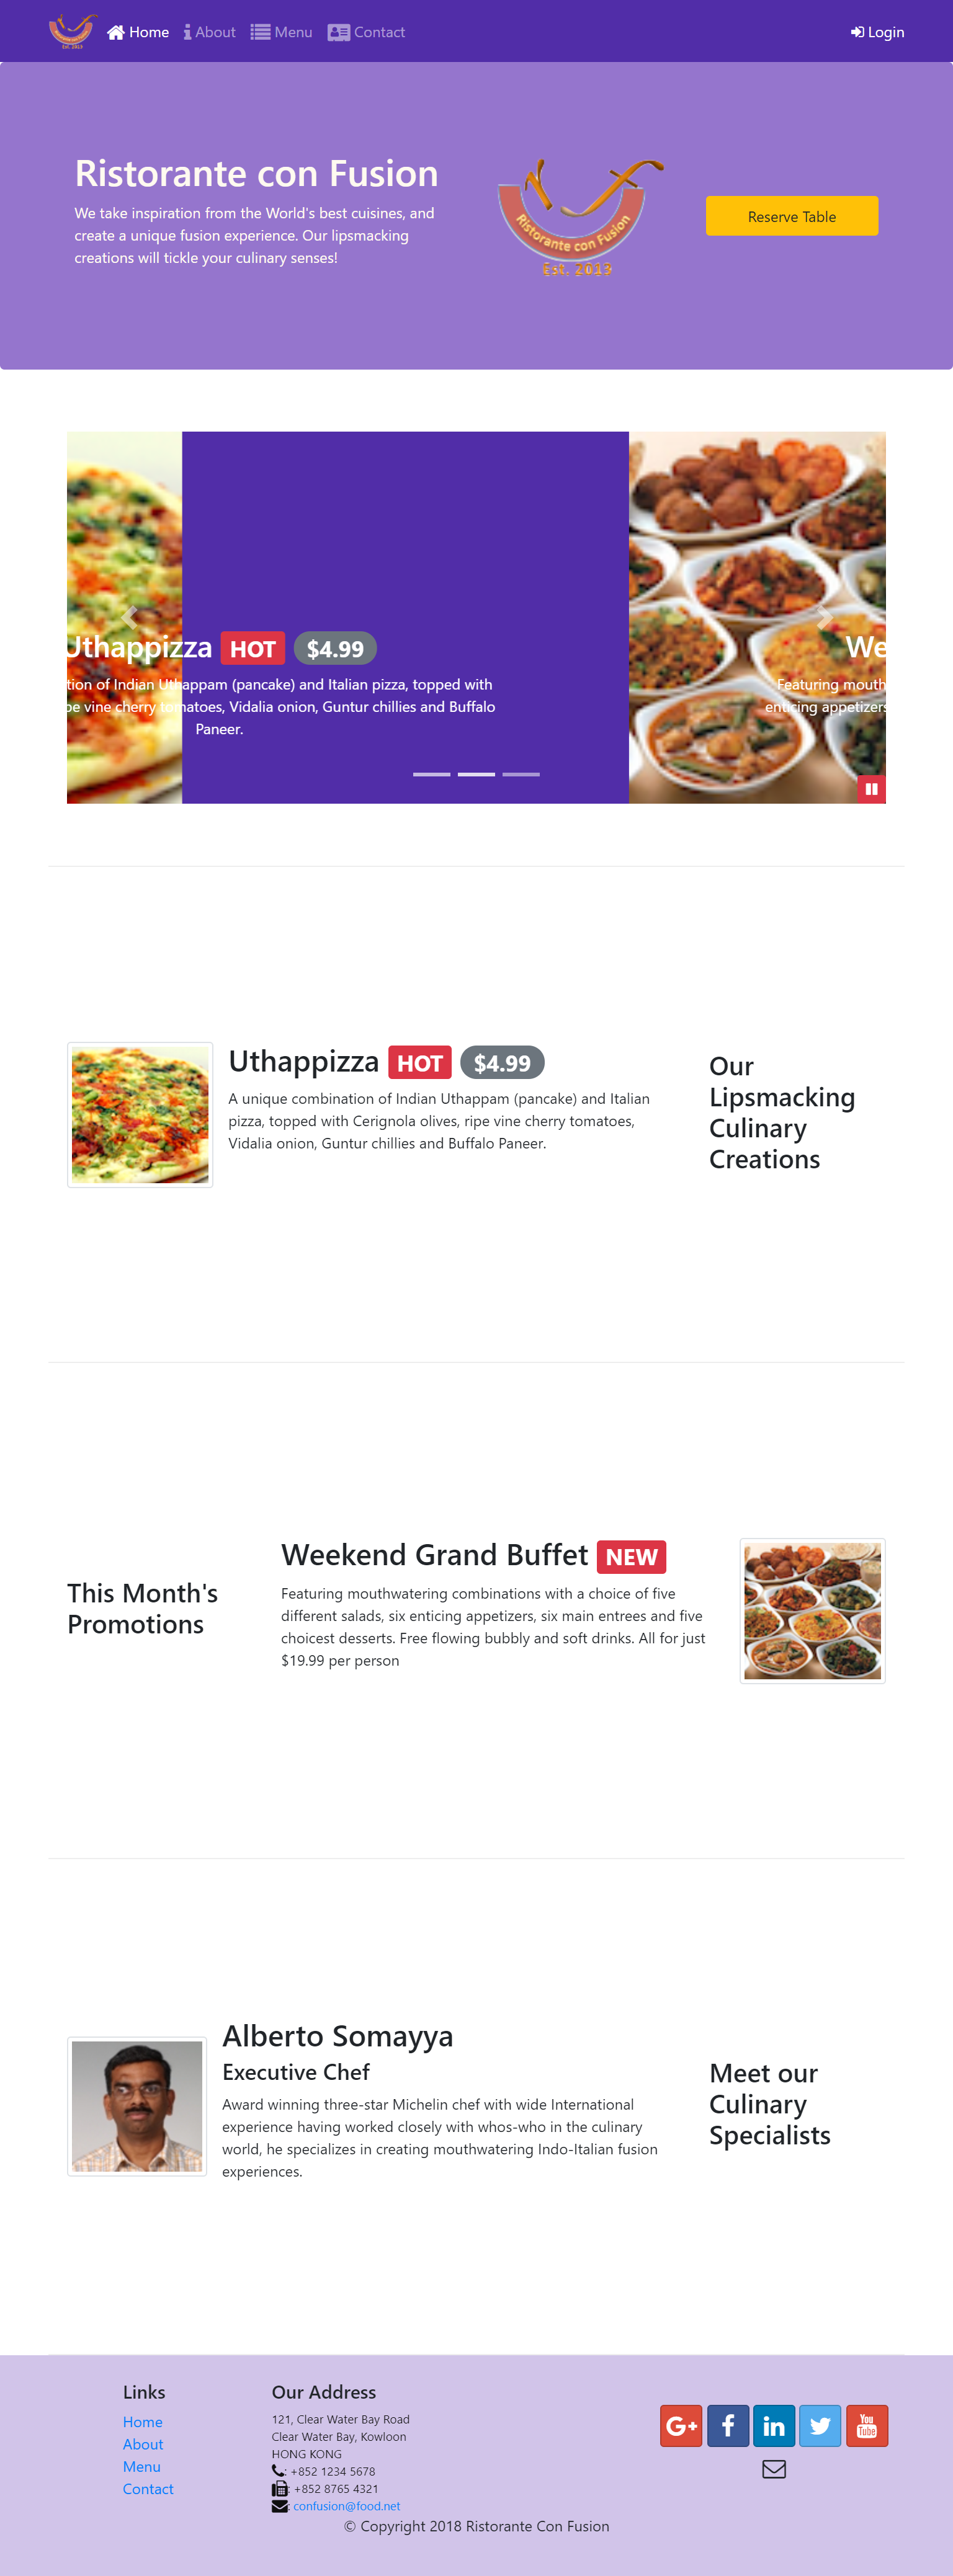 Home About Menu Contact Login
Ristorante con Fusion
We take inspiration from the World's best cuisines, and
create a unique fusion experience. Our lipsmacking
creations will tickle your culinary senses!
Ristorante con Fusion
Est. 2013
Reserve Table
Uthappizza HOT $4.99
tion of Indian Uthappam (pancake) and Italian pizza, topped with
pe vine cherry tomatoes, Vidalia onion, Guntur chillies and Buffalo
Paneer.
We
Featuring mouth
enticing appetizers
Uthappizza HOT $4.99
A unique combination of Indian Uthappam (pancake) and Italian
pizza, topped with Cerignola olives, ripe vine cherry tomatoes,
Vidalia onion, Guntur chillies and Buffalo Paneer.
Our
Lipsmacking
Culinary
Creations
This Month's
Promotions
Weekend Grand Buffet NEW
Featuring mouthwatering combinations with a choice of five
different salads, six enticing appetizers, six main entrees and five
choicest desserts. Free flowing bubbly and soft drinks. All for just
$19.99 per person
Alberto Somayya
Executive Chef
Award winning three-star Michelin chef with wide International
experience having worked closely with whos-who in the culinary
world, he specializes in creating mouthwatering Indo-Italian fusion
experiences.
Meet our
Culinary
Specialists
Links
Home
About
Menu
Contact
Our Address
121, Clear Water Bay Road
Clear Water Bay, Kowloon
HONG KONG
: +852 1234 5678
: +852 8765 4321
: confusion@food.net
G+ f in You Tube
© Copyright 2018 Ristorante Con Fusion